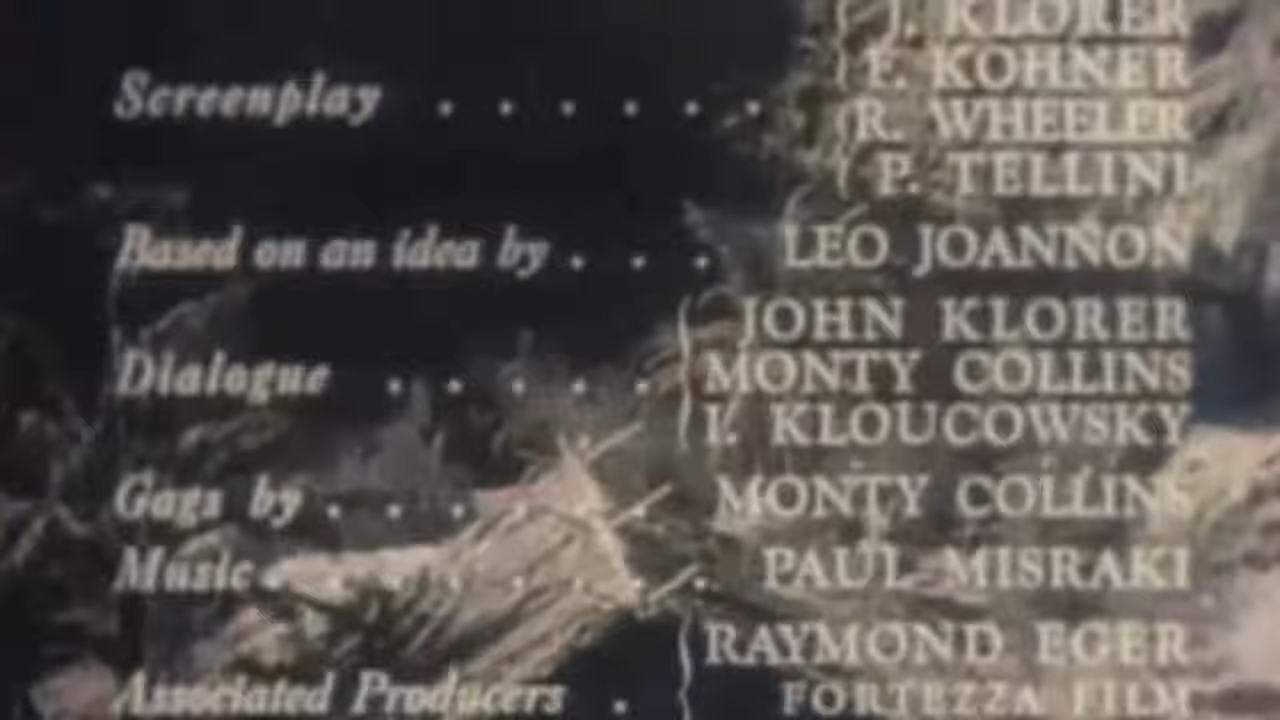 J. KLORER
F. KOHNER
Screenplay . . . . . .
R. WHEELER
P. TELLINI
Based on an idea by . . . LEO JOANNON
JOHN KLORER
Dialogue . . . . . MONTY COLLINS
I. KLOUCOWSKY
Gags by . . . . . . MONTY COLLINS
Music . . . . . . . . PAUL MISRAKI
RAYMOND EGER
Associated Producers . FORTEZZA FILM